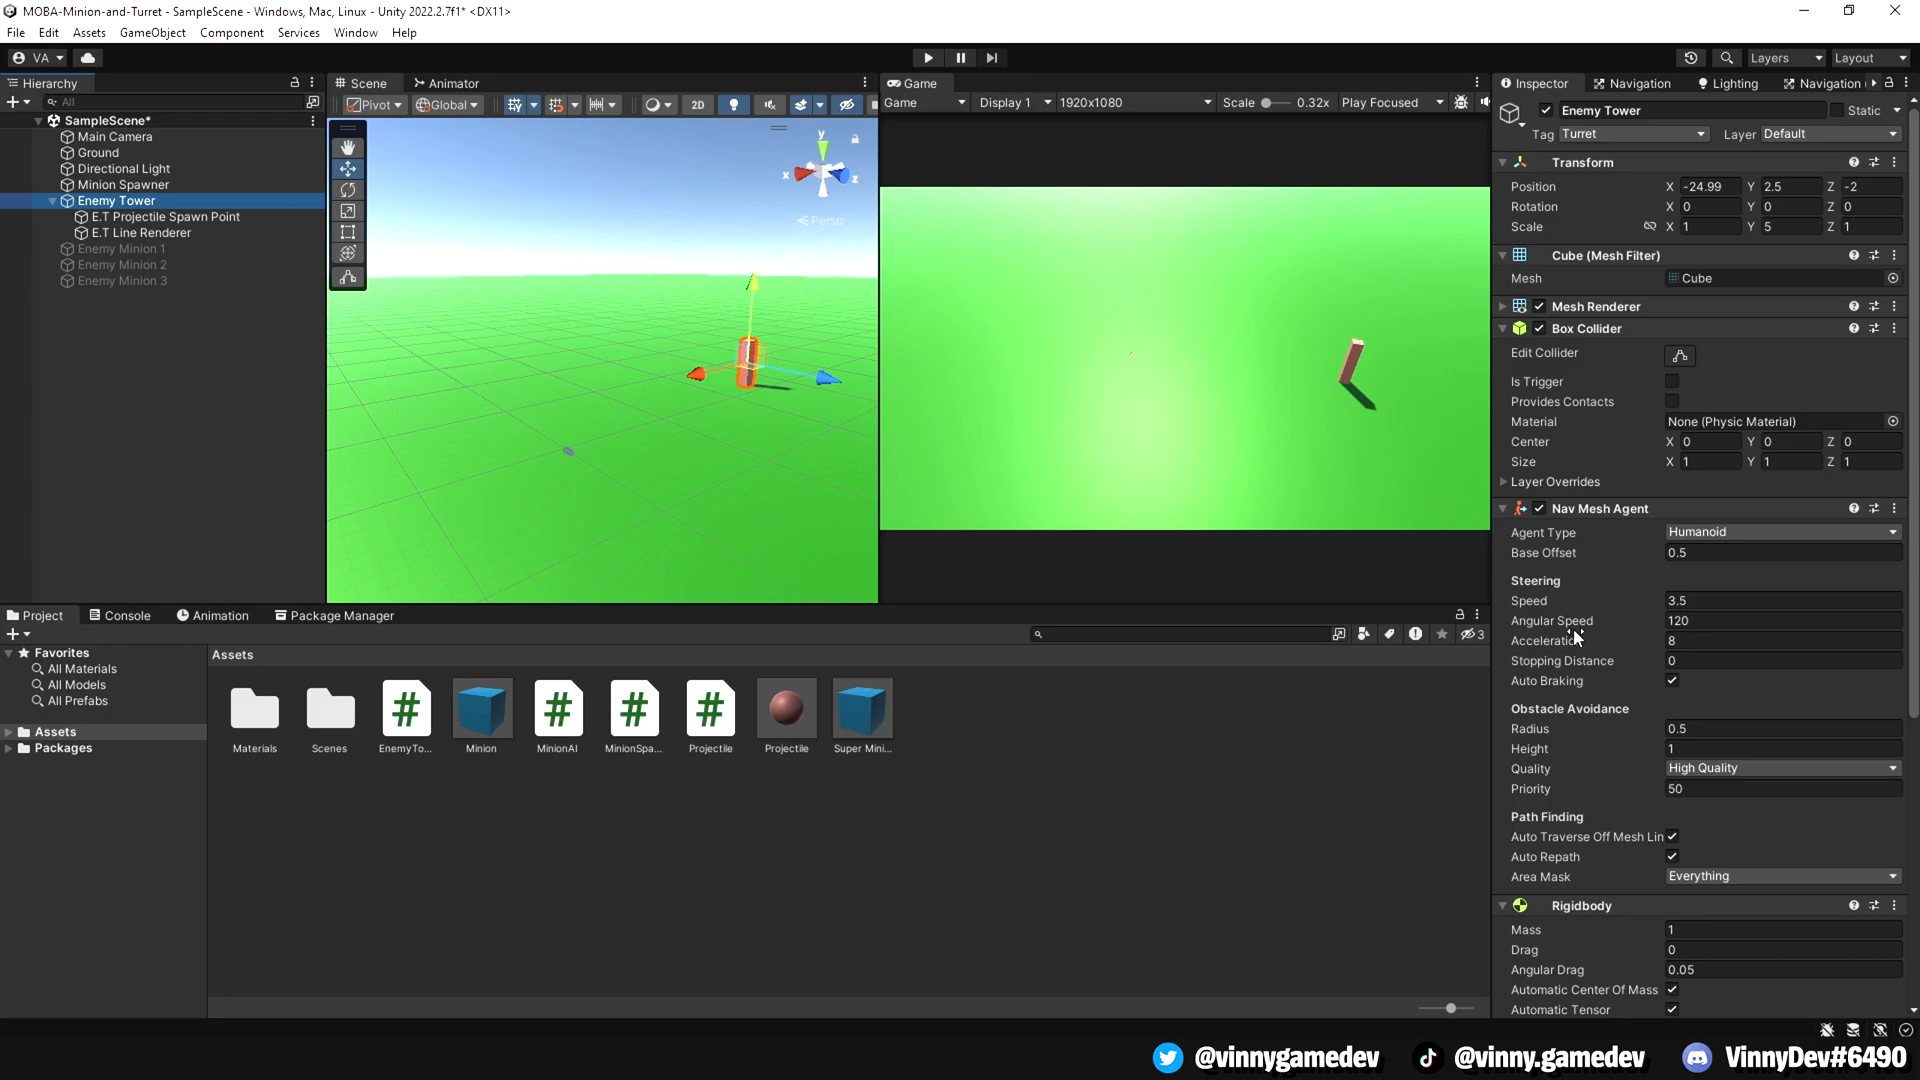 MOBA-Minion-and-Turret - SampleScene - Windows, Mac, Linux - Unity 2022.2.7f1* <DX11>
File Edit Assets GameObject Component Services Window Help
VA Layers Layout
Hierarchy
All
SampleScene*
Main Camera
Ground
Directional Light
Minion Spawner
Enemy Tower
E.T Projectile Spawn Point
E.T Line Renderer
Enemy Minion 1
Enemy Minion 2
Enemy Minion 3
Scene Animator
Pivot Global 2D
y
x z
Persp
Game
Game Display 1 1920x1080 Scale 0.32x Play Focused
Project Console Animation Package Manager
3
Favorites
All Materials
All Models
All Prefabs
Assets
Packages
Assets
Materials Scenes EnemyTo... Minion MinionAI MinionSpa... Projectile Projectile Super Mini...
Inspector Navigation Lighting Navigation (
Enemy Tower Static
Tag Turret Layer Default
Transform
Position X -24.99 Y 2.5 Z -2
Rotation X 0 Y 0 Z 0
Scale X 1 Y 5 Z 1
Cube (Mesh Filter)
Mesh Cube
Mesh Renderer
Box Collider
Edit Collider
Is Trigger
Provides Contacts
Material None (Physic Material)
Center X 0 Y 0 Z 0
Size X 1 Y 1 Z 1
Layer Overrides
Nav Mesh Agent
Agent Type Humanoid
Base Offset 0.5
Steering
Speed 3.5
Angular Speed 120
Acceleration 8
Stopping Distance 0
Auto Braking
Obstacle Avoidance
Radius 0.5
Height 1
Quality High Quality
Priority 50
Path Finding
Auto Traverse Off Mesh Lin
Auto Repath
Area Mask Everything
Rigidbody
Mass 1
Drag 0
Angular Drag 0.05
Automatic Center Of Mass
Automatic Tensor
@vinnygamedev @vinny.gamedev VinnyDev#6490